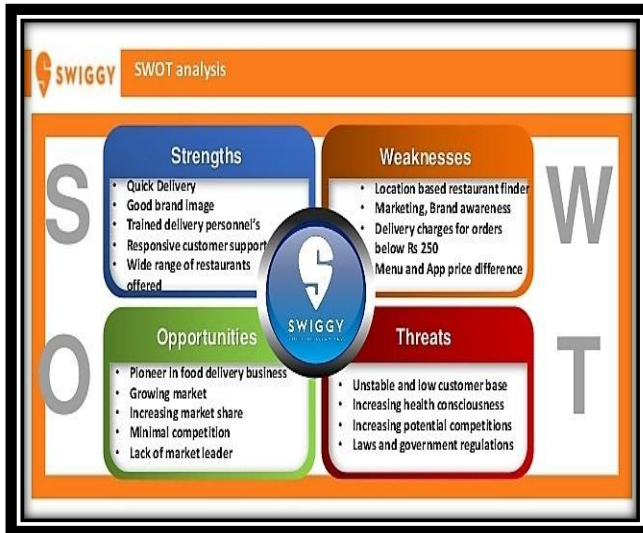 SWIGGY
SWOT analysis
S
Strengths
• Quick Delivery
• Good brand image
• Trained delivery personnel's
• Responsive customer support
• Wide range of restaurants
offered
Weaknesses
• Location based restaurant finder
• Marketing, Brand awareness
• Delivery charges for orders
below Rs 250
Menu and App price difference
W
SWIGGY
O
Opportunities
• Pioneer in food delivery business
• Growing market
• Increasing market share
• Minimal competition
• Lack of market leader
Threats
• Unstable and low customer base
• Increasing health consciousness
• Increasing potential competitions
• Laws and government regulations
T